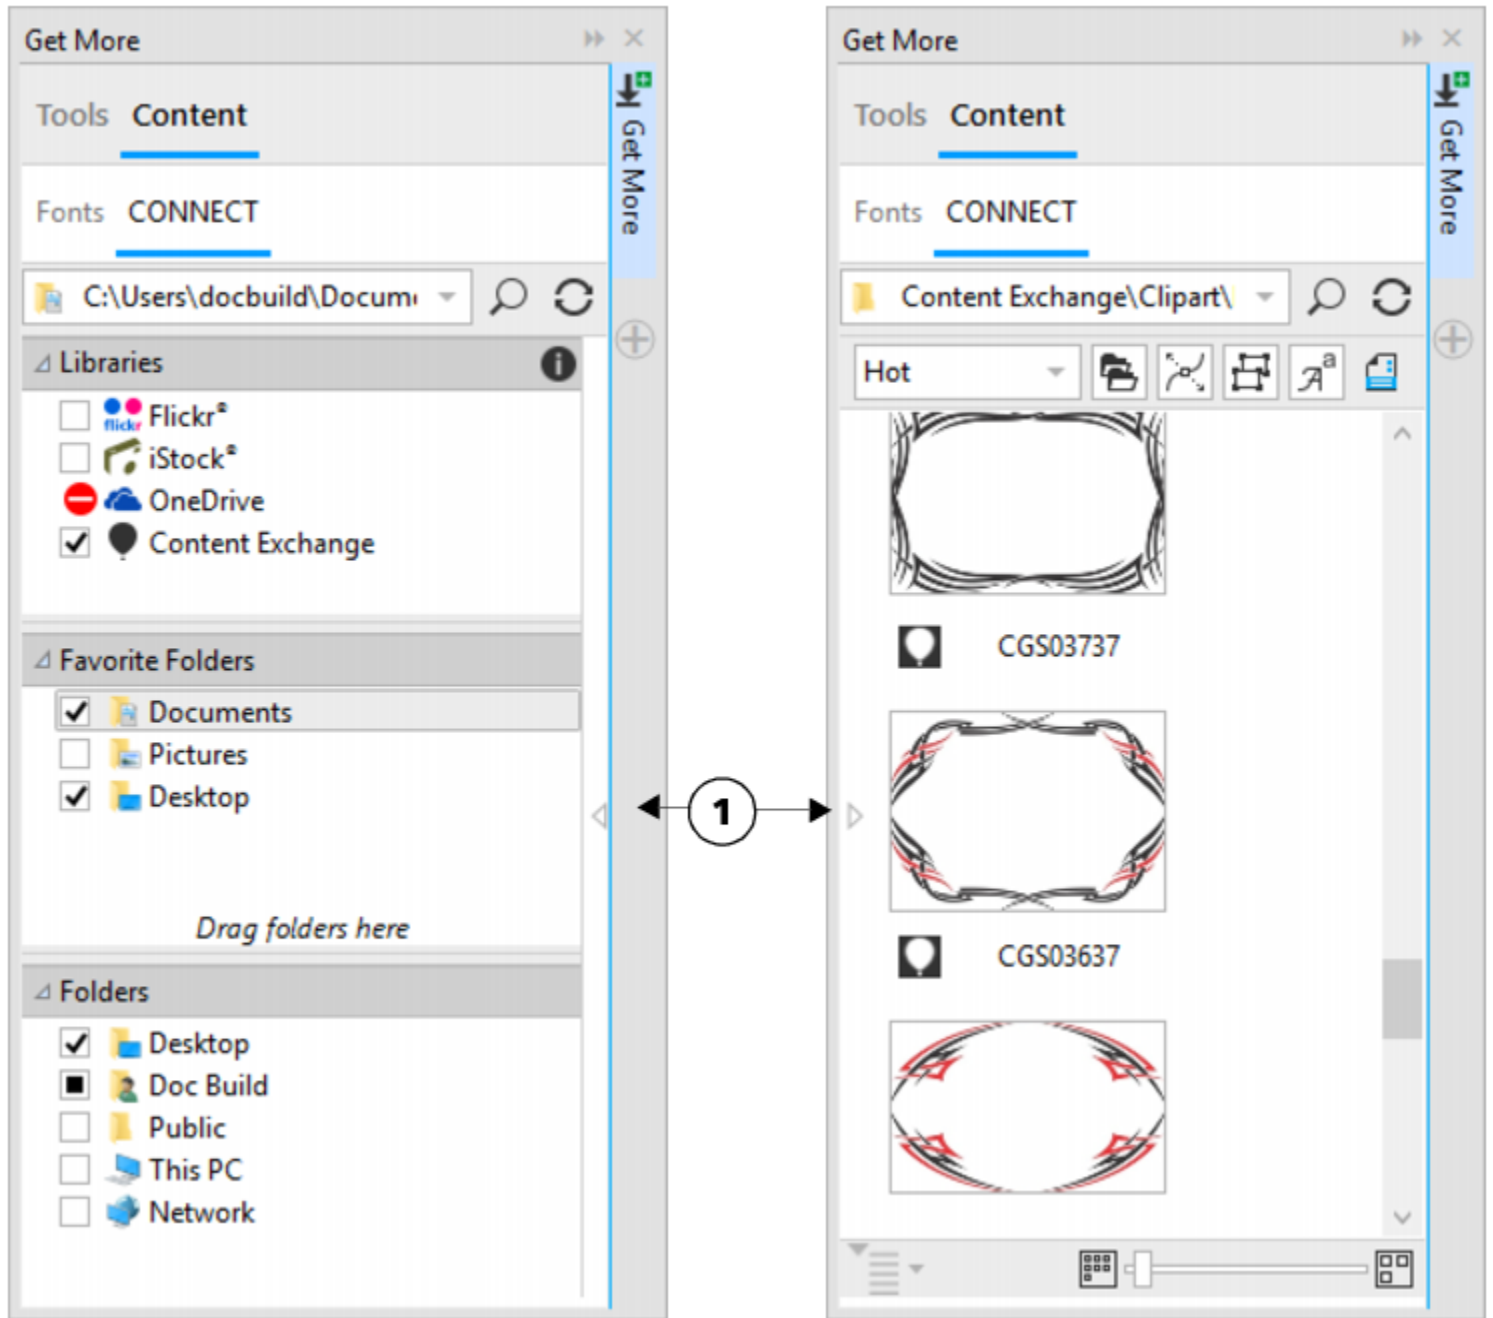 Get More
Tools Content
Fonts CONNECT
C:\Users\docbuild\Docum
Libraries
flickr Flickr®
iStock®
OneDrive
Content Exchange
Favorite Folders
Documents
Pictures
Desktop
Drag folders here
Folders
Desktop
Doc Build
Public
This PC
Network
Get More
1
Get More
Tools Content
Fonts CONNECT
Content Exchange\Clipart\
Hot
CGS03737
CGS03637
Get More